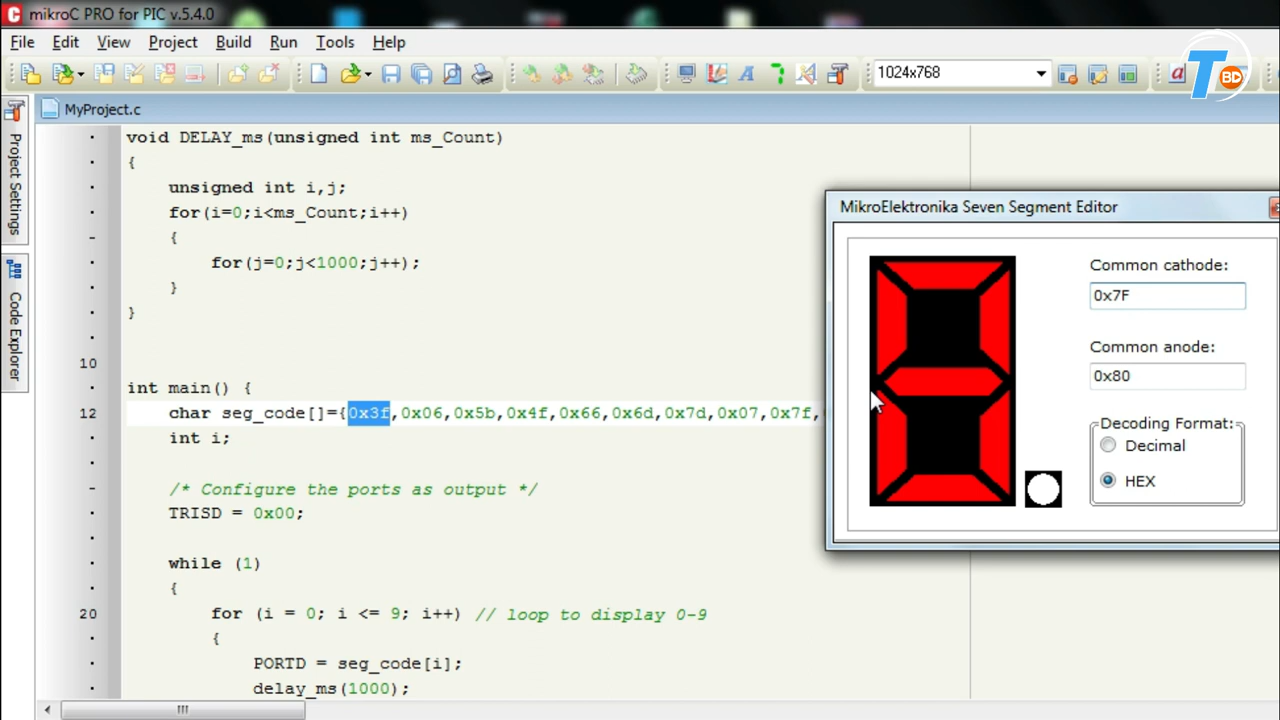 mikroC PRO for PIC v.5.4.0
File Edit View Project Build Run Tools Help
1024x768
T BD
MyProject.c
Project Settings
Code Explorer
void DELAY_ms(unsigned int ms_Count)
{
unsigned int i,j;
for(i=0;i<ms_Count;i++)
{
for(j=0;j<1000;j++);
}
}
10
int main() {
12 char seg_code[]={0x3f,0x06,0x5b,0x4f,0x66,0x6d,0x7d,0x07,0x7f,
int i;
/* Configure the ports as output */
TRISD = 0x00;
while (1)
{
20 for (i = 0; i <= 9; i++) // loop to display 0-9
{
PORTD = seg_code[i];
delay_ms(1000);
MikroElektronika Seven Segment Editor
Common cathode:
0x7F
Common anode:
0x80
Decoding Format:
Decimal
HEX